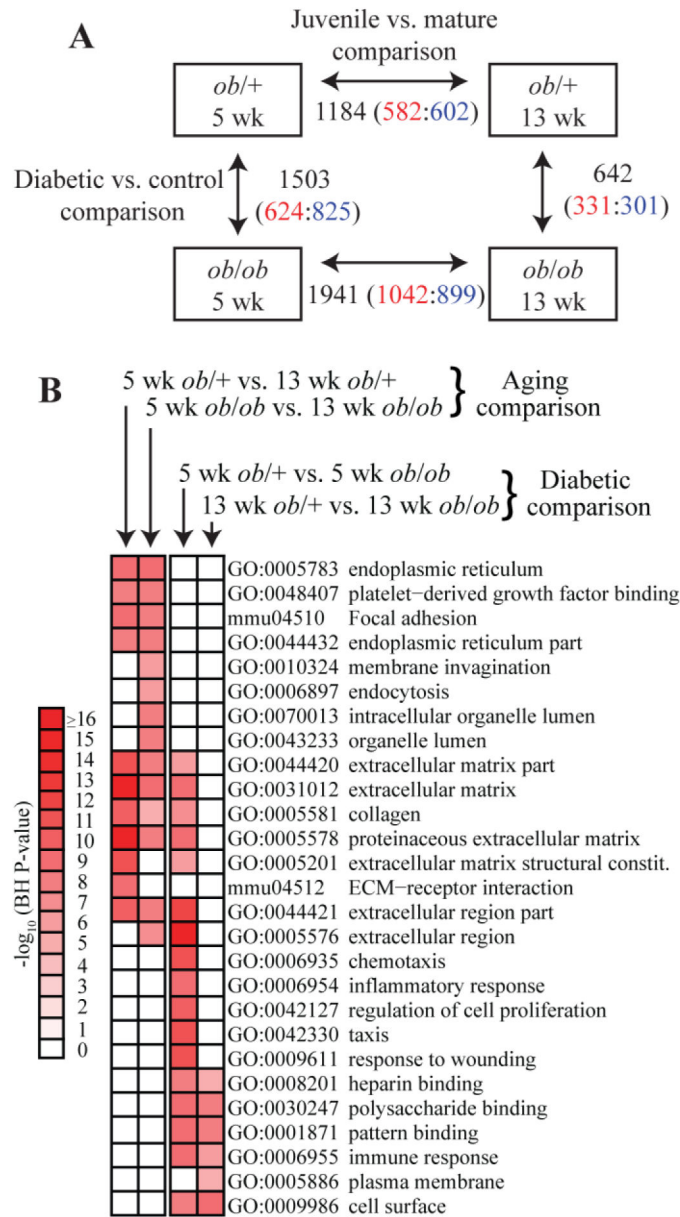 A
Juvenile vs. mature
comparison
ob/+
5 wk
1184 (582:602)
ob/+
13 wk
Diabetic vs. control
comparison
1503
(624:825)
642
(331:301)
ob/ob
5 wk
1941 (1042:899)
ob/ob
13 wk
B
5 wk ob/+ vs. 13 wk ob/+
5 wk ob/ob vs. 13 wk ob/ob
} Aging
comparison
5 wk ob/+ vs. 5 wk ob/ob
13 wk ob/+ vs. 13 wk ob/ob
} Diabetic
comparison
GO:0005783 endoplasmic reticulum
GO:0048407 platelet−derived growth factor binding
mmu04510 Focal adhesion
GO:0044432 endoplasmic reticulum part
GO:0010324 membrane invagination
GO:0006897 endocytosis
GO:0070013 intracellular organelle lumen
GO:0043233 organelle lumen
GO:0044420 extracellular matrix part
GO:0031012 extracellular matrix
GO:0005581 collagen
GO:0005578 proteinaceous extracellular matrix
GO:0005201 extracellular matrix structural constit.
mmu04512 ECM−receptor interaction
GO:0044421 extracellular region part
GO:0005576 extracellular region
GO:0006935 chemotaxis
GO:0006954 inflammatory response
GO:0042127 regulation of cell proliferation
GO:0042330 taxis
GO:0009611 response to wounding
GO:0008201 heparin binding
GO:0030247 polysaccharide binding
GO:0001871 pattern binding
GO:0006955 immune response
GO:0005886 plasma membrane
GO:0009986 cell surface
-log10 (BH P-value)
≥16
15
14
13
12
11
10
9
8
7
6
5
4
3
2
1
0